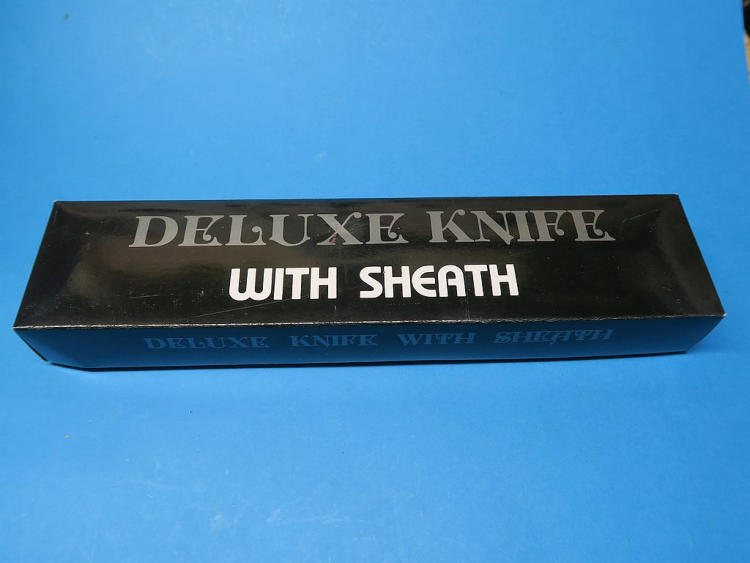 DELUXE KNIFE
WITH SHEATH
DELUXE KNIFE WITH SHEATH